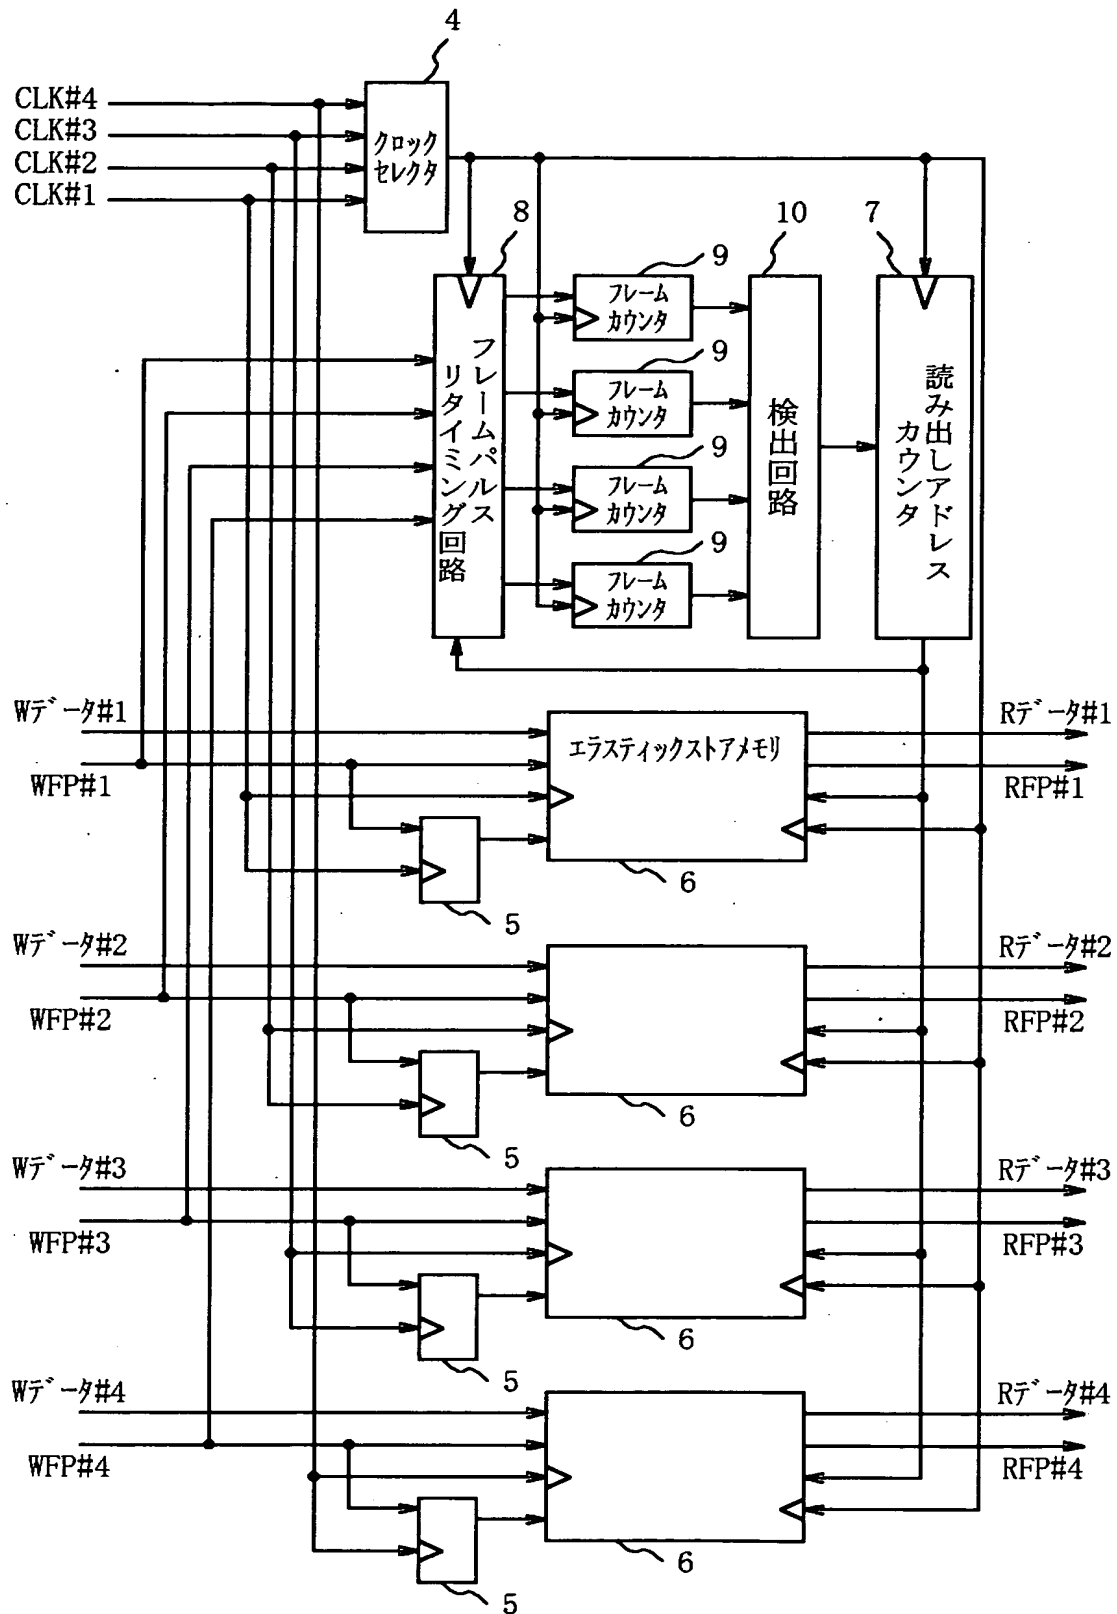 4
CLK#4
CLK#3
CLK#2
CLK#1
クロック
セレクタ
8
9
10
7
フレームパルス
リタイミング回路
フレーム
カウンタ
9
フレーム
カウンタ
9
フレーム
カウンタ
9
フレーム
カウンタ
検出回路
読み出しアドレス
カウンタ
Wデータ#1
WFP#1
エラスティックストアメモリ
Rデータ#1
RFP#1
6
5
Wデータ#2
WFP#2
Rデータ#2
RFP#2
6
5
Wデータ#3
WFP#3
Rデータ#3
RFP#3
6
5
Wデータ#4
WFP#4
Rデータ#4
RFP#4
6
5